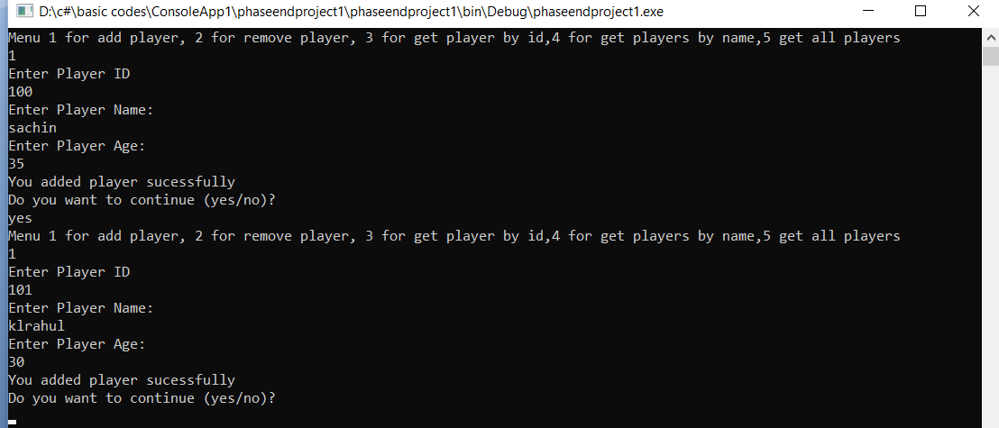 D:\c#\basic codes\ConsoleApp1\phaseendproject1\phaseendproject1\bin\Debug\phaseendproject1.exe
Menu 1 for add player, 2 for remove player, 3 for get player by id,4 for get players by name,5 get all players
1
Enter Player ID
100
Enter Player Name:
sachin
Enter Player Age:
35
You added player sucessfully
Do you want to continue (yes/no)?
yes
Menu 1 for add player, 2 for remove player, 3 for get player by id,4 for get players by name,5 get all players
1
Enter Player ID
101
Enter Player Name:
klrahul
Enter Player Age:
30
You added player sucessfully
Do you want to continue (yes/no)?